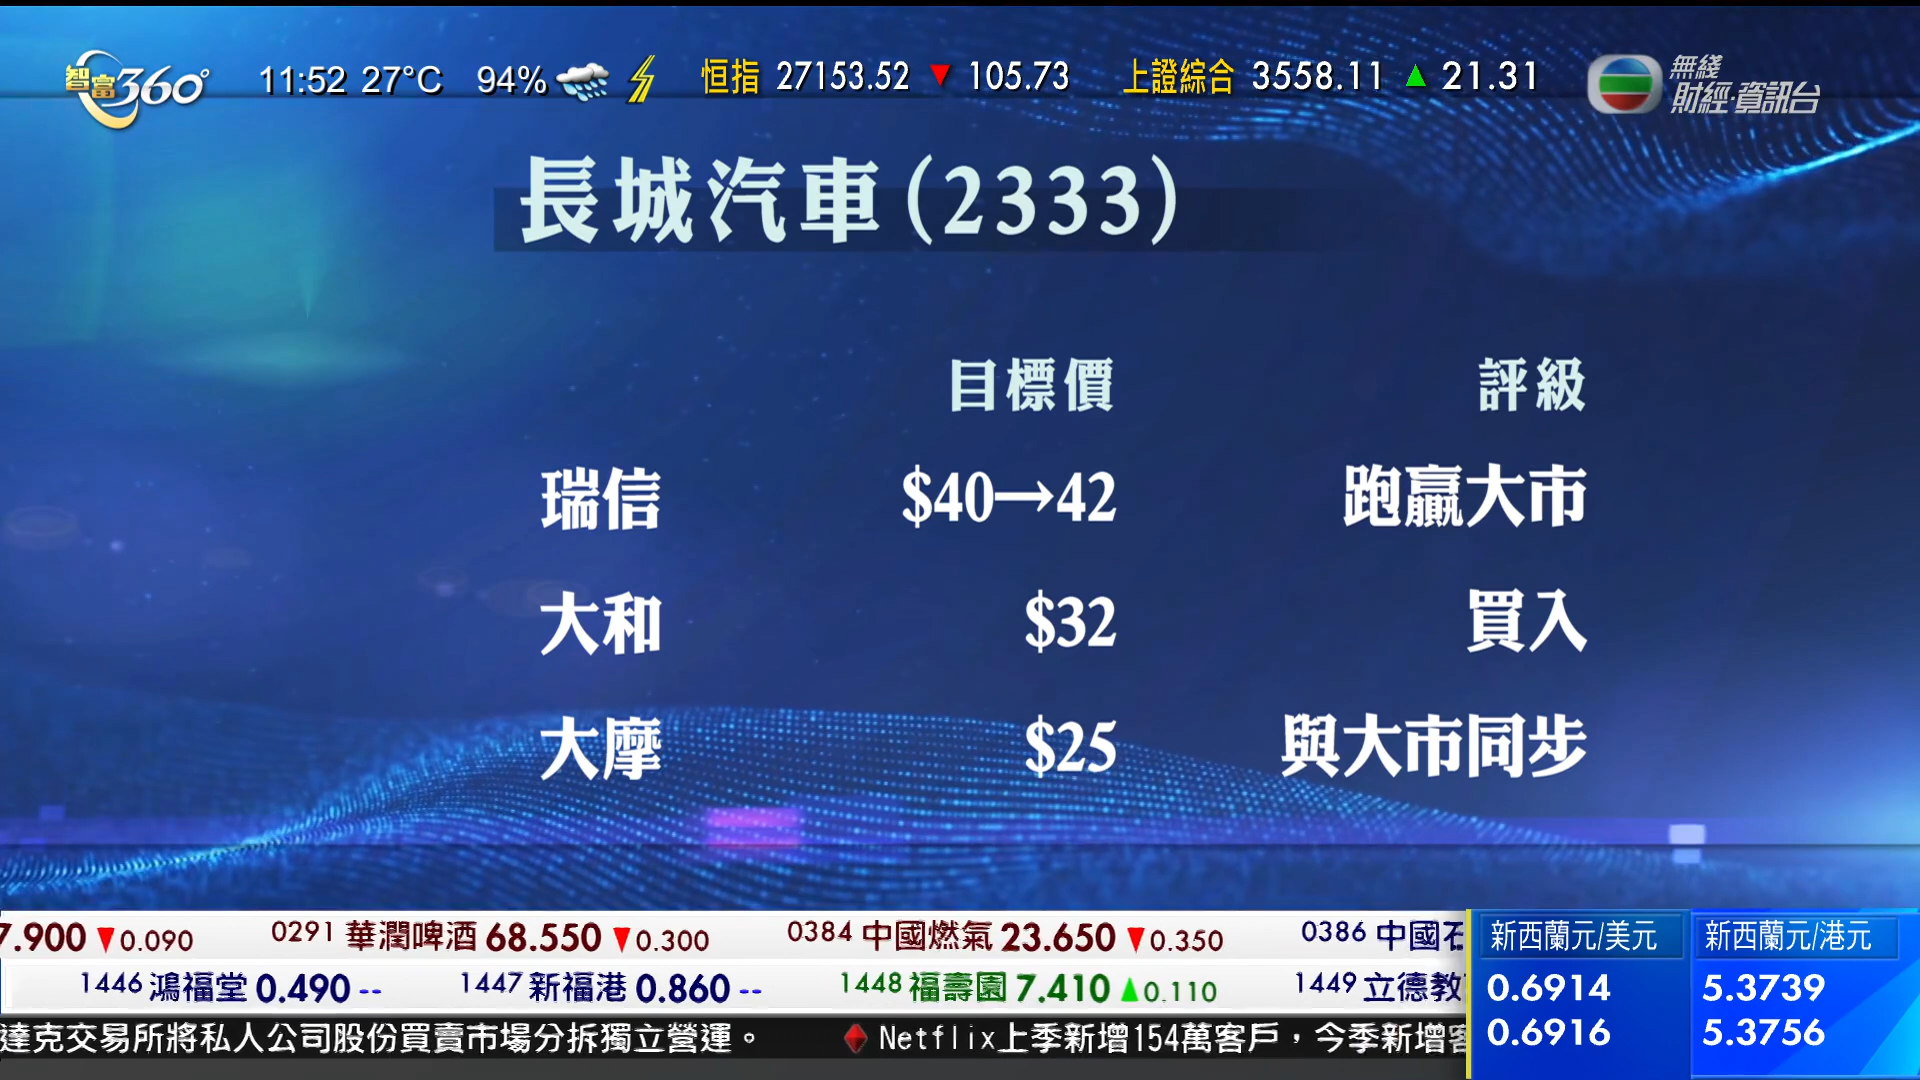 智富360° 11:52 27°C 94% 恒指 27153.52 ▼ 105.73 上證綜合 3558.11 ▲ 21.31 無綫 財經·資訊台
長城汽車(2333)
目標價 評級
瑞信 $40→42 跑贏大市
大和 $32 買入
大摩 $25 與大市同步
7.900 ▼0.090 0291 華潤啤酒 68.550 ▼0.300 0384 中國燃氣 23.650 ▼0.350 0386 中國石
1446 鴻福堂 0.490 -- 1447 新福港 0.860 -- 1448 福壽園 7.410 ▲0.110 1449 立德教
達克交易所將私人公司股份買賣市場分拆獨立營運。 Netflix上季新增154萬客戶，今季新增客
新西蘭元/美元 新西蘭元/港元
0.6914 5.3739
0.6916 5.3756